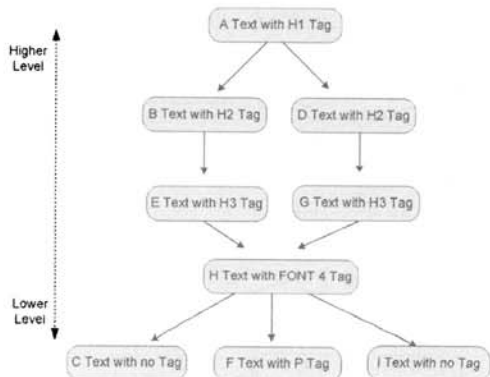 A Text with H1 Tag
Higher
Level
B Text with H2 Tag
D Text with H2 Tag
E Text with H3 Tag
G Text with H3 Tag
H Text with FONT 4 Tag
Lower
Level
C Text with no Tag
F Text with P Tag
I Text with no Tag